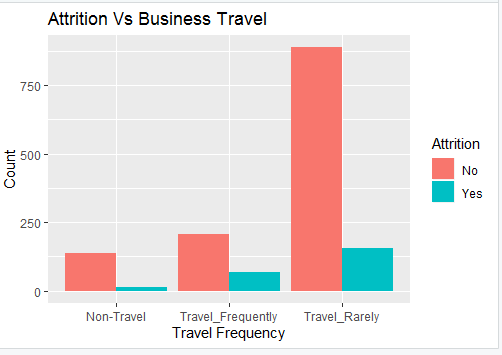 Attrition Vs Business Travel
Count
750
500
250
0
Non-Travel
Travel_Frequently
Travel_Rarely
Travel Frequency
Attrition
No
Yes